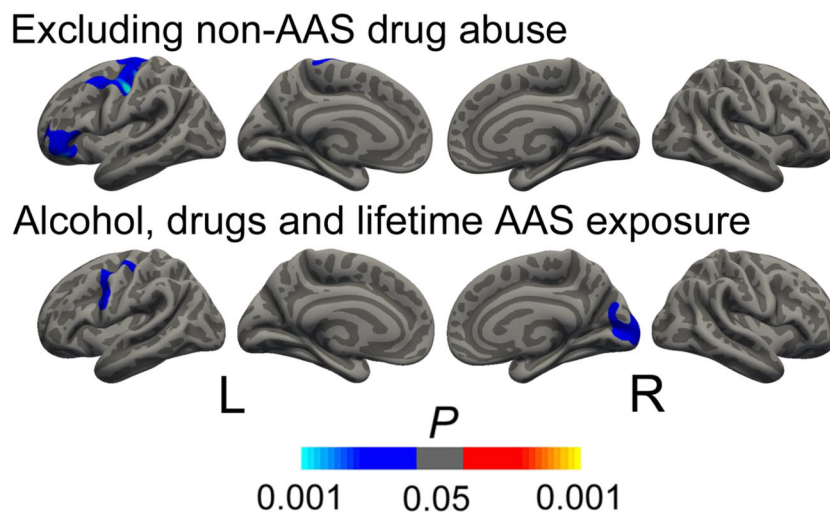 Excluding non-AAS drug abuse
Alcohol, drugs and lifetime AAS exposure
L R
P
0.001 0.05 0.001